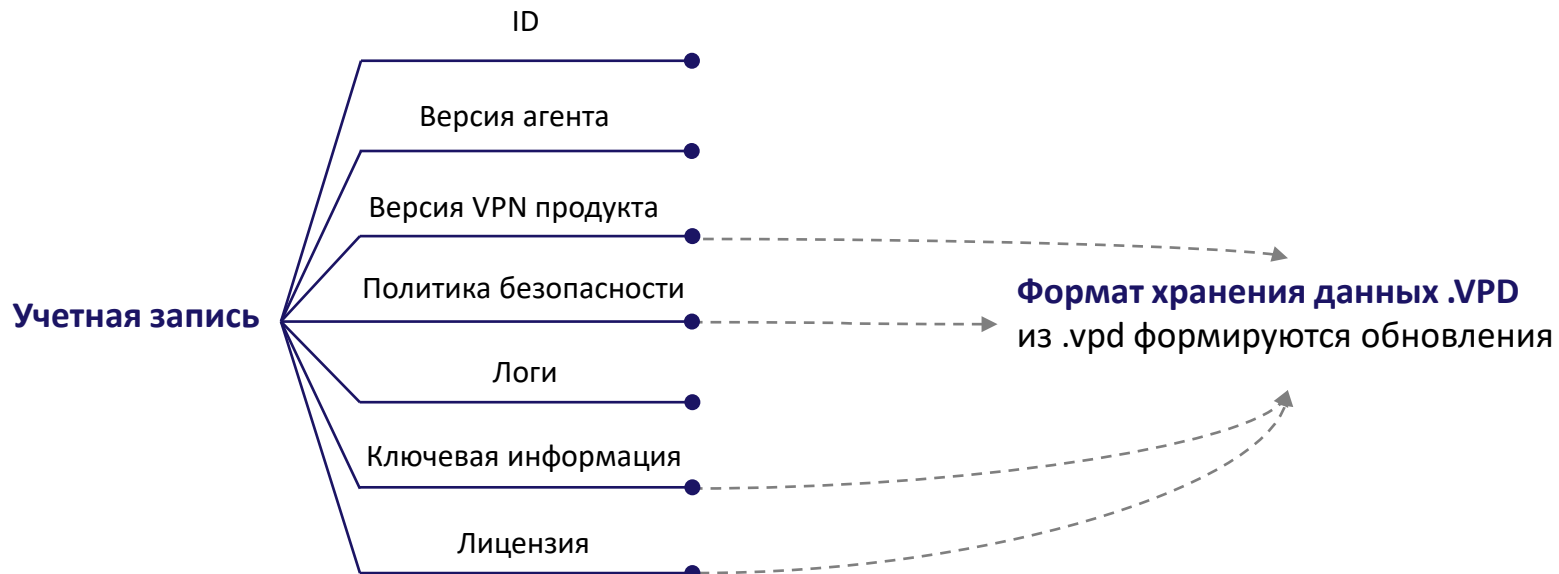 ID
Версия агента
Версия VPN продукта
Политика безопасности
Учетная запись
Логи
Ключевая информация
Лицензия
Формат хранения данных .VPD
из .vpd формируются обновления